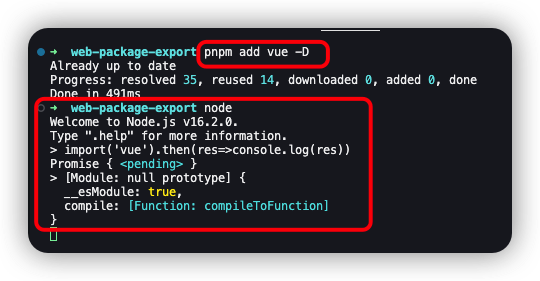 ➜  web-package-export pnpm add vue -D
Already up to date
Progress: resolved 35, reused 14, downloaded 0, added 0, done
Done in 491ms
➜  web-package-export node
Welcome to Node.js v16.2.0.
Type ".help" for more information.
> import('vue').then(res=>console.log(res))
Promise { <pending> }
> [Module: null prototype] {
  __esModule: true,
  compile: [Function: compileToFunction]
}